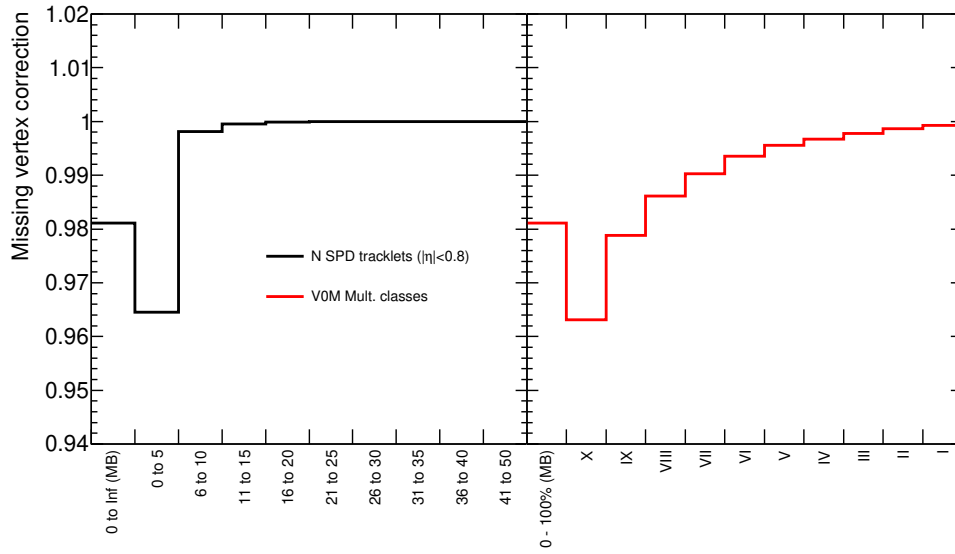 Missing vertex correction
1.02
1.01
1
0.99
0.98
0.97
0.96
0.95
0.94
N SPD tracklets (|η|<0.8)
V0M Mult. classes
0 to Inf (MB)
0 to 5
6 to 10
11 to 15
16 to 20
21 to 25
26 to 30
31 to 35
36 to 40
41 to 50
0 - 100% (MB)
X
IX
VIII
VII
VI
V
IV
III
II
I